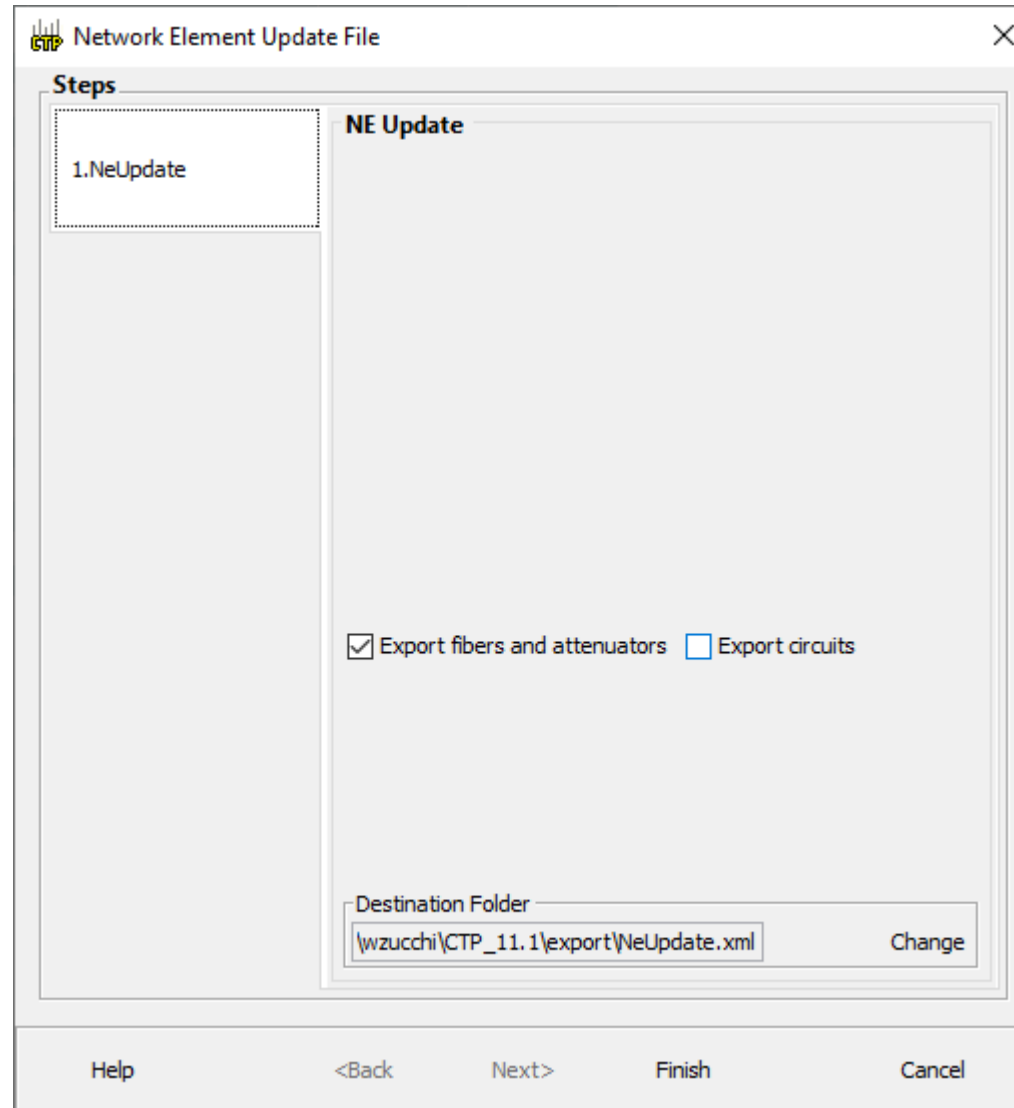 CTP Network Element Update File
Steps
1.NeUpdate
NE Update
Export fibers and attenuators Export circuits
Destination Folder
\wzucchi\CTP_11.1\export\NeUpdate.xml Change
Help <Back Next> Finish Cancel